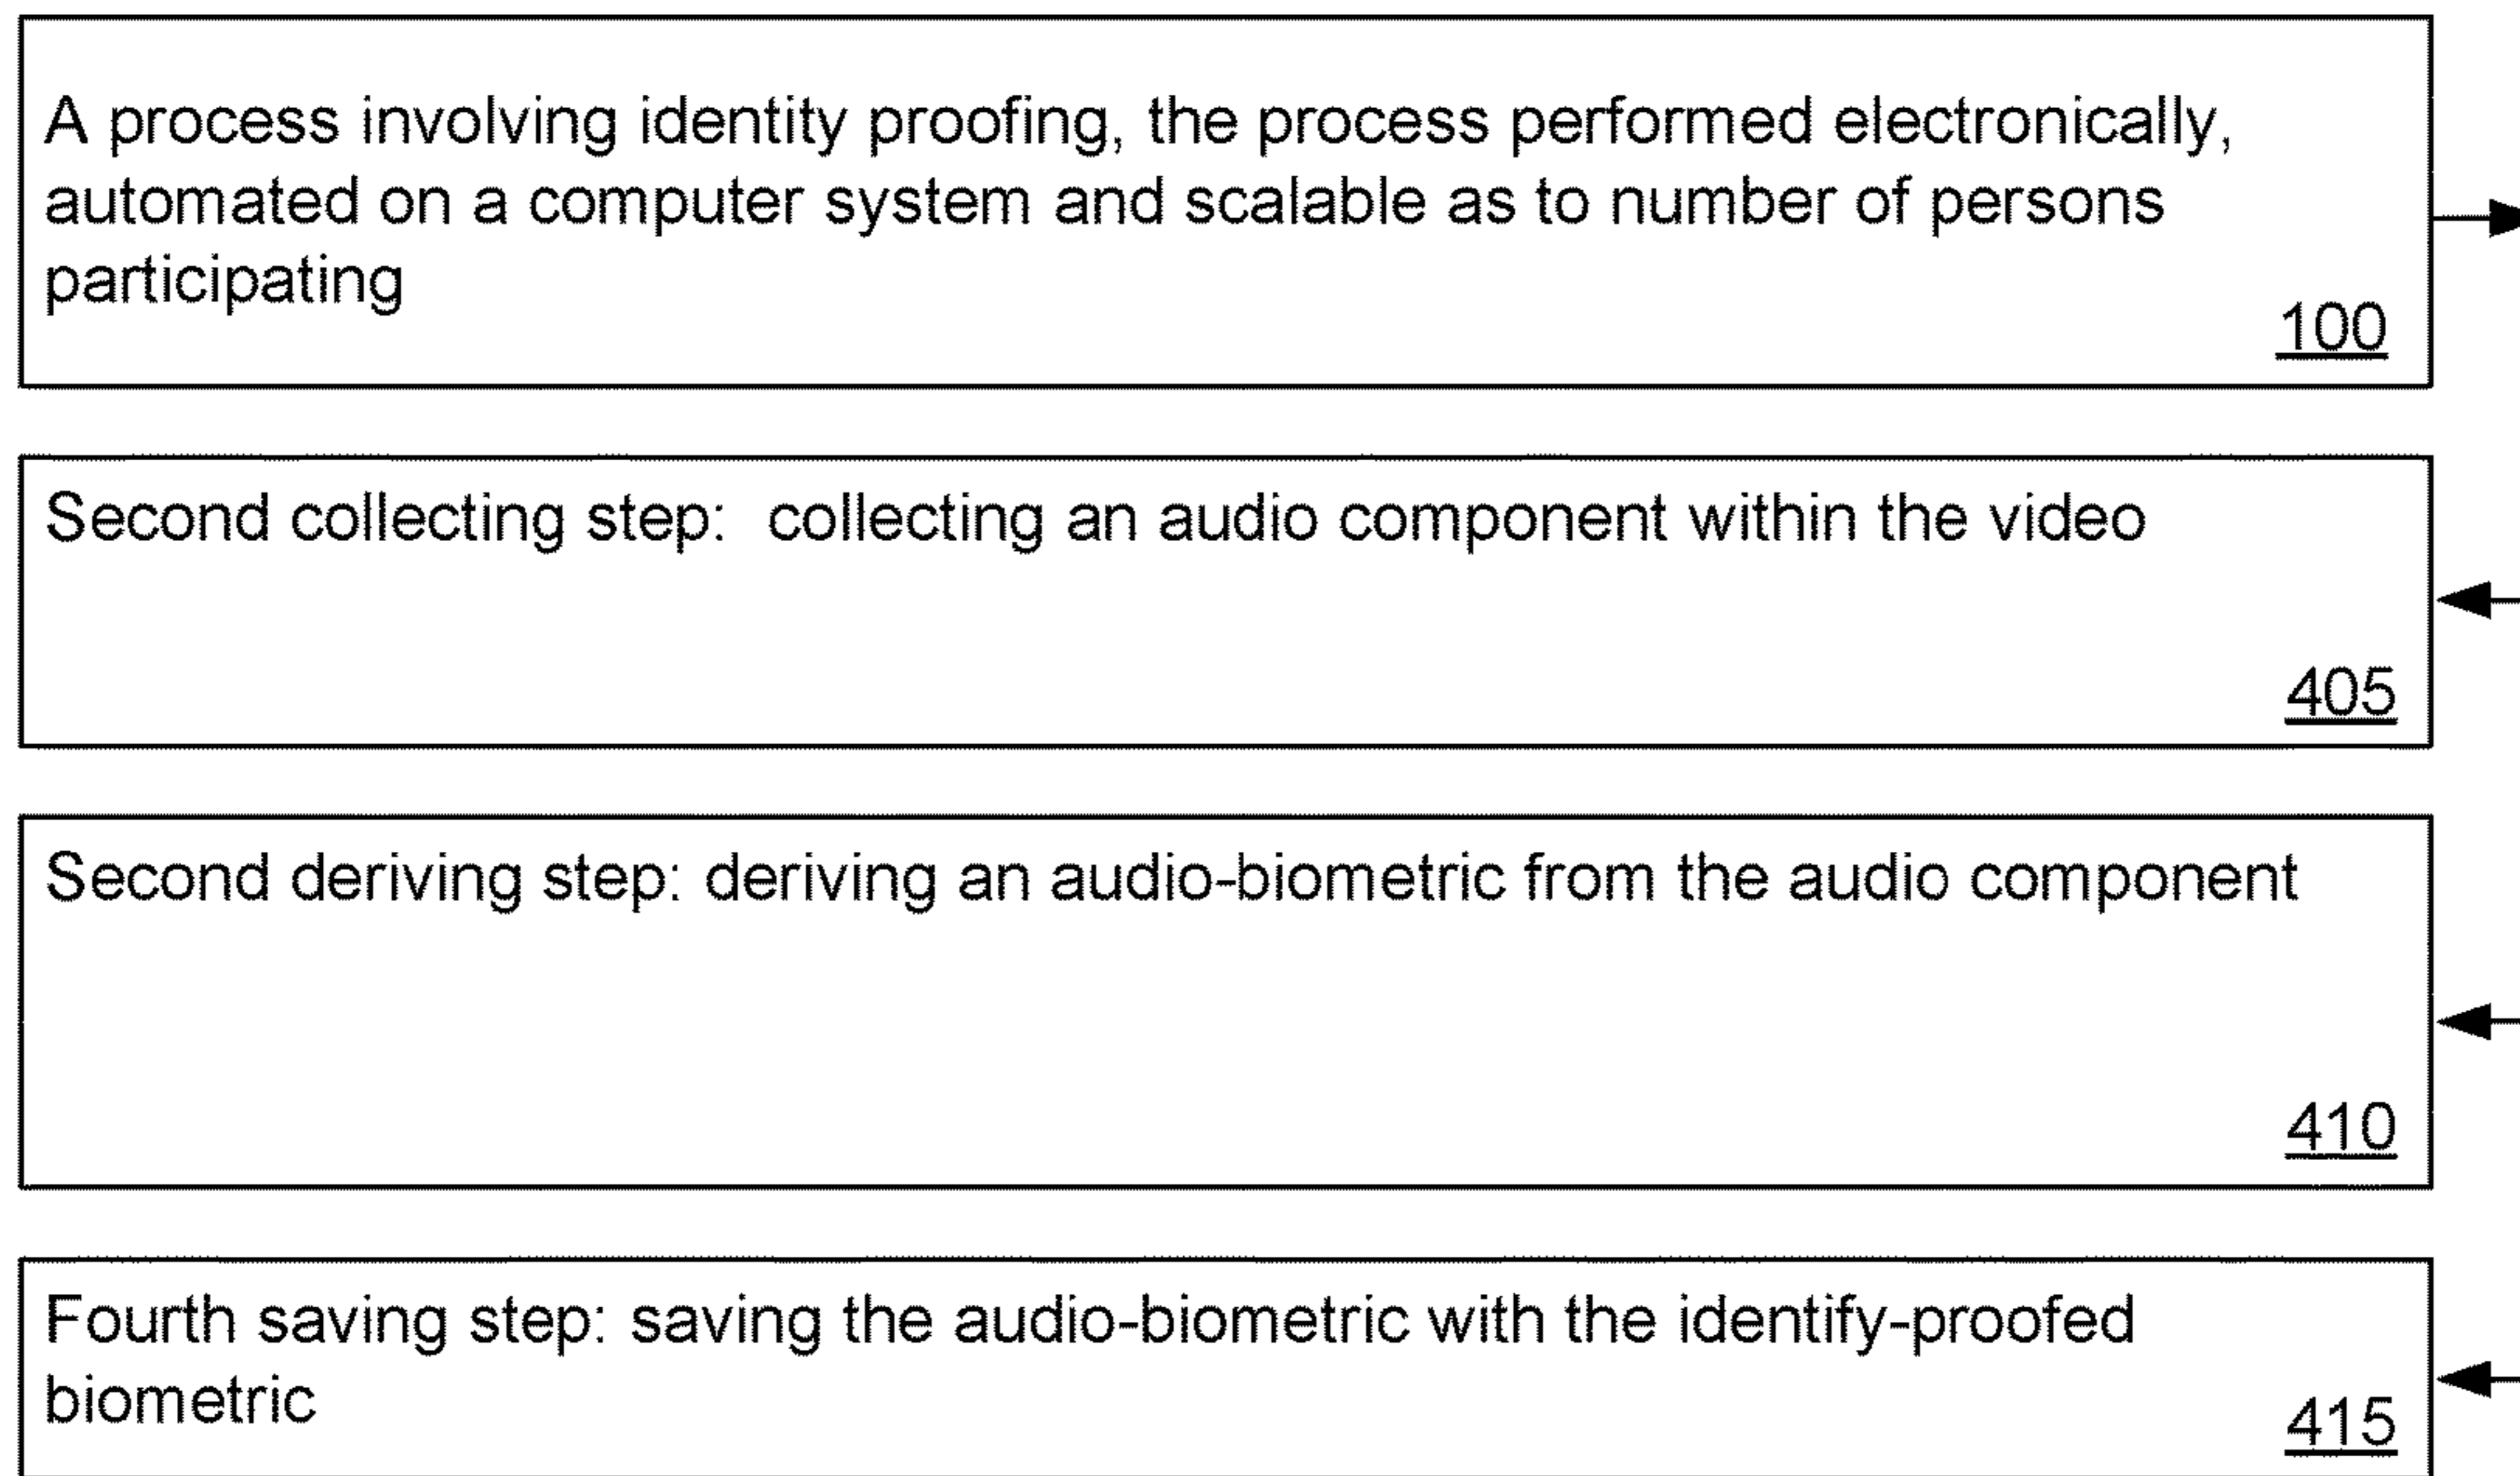 A process involving identity proofing, the process performed electronically,
automated on a computer system and scalable as to number of persons
participating
100
Second collecting step:  collecting an audio component within the video
405
Second deriving step: deriving an audio-biometric from the audio component
410
Fourth saving step: saving the audio-biometric with the identify-proofed
biometric
415